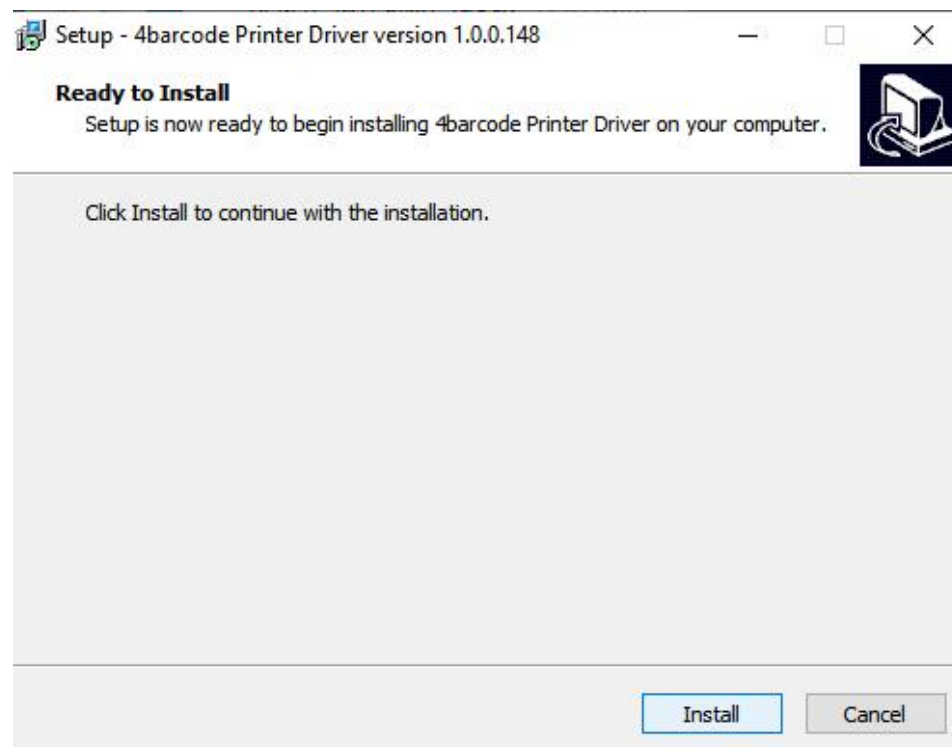 Setup - 4barcode Printer Driver version 1.0.0.148
Ready to Install
Setup is now ready to begin installing 4barcode Printer Driver on your computer.
Click Install to continue with the installation.
Install
Cancel